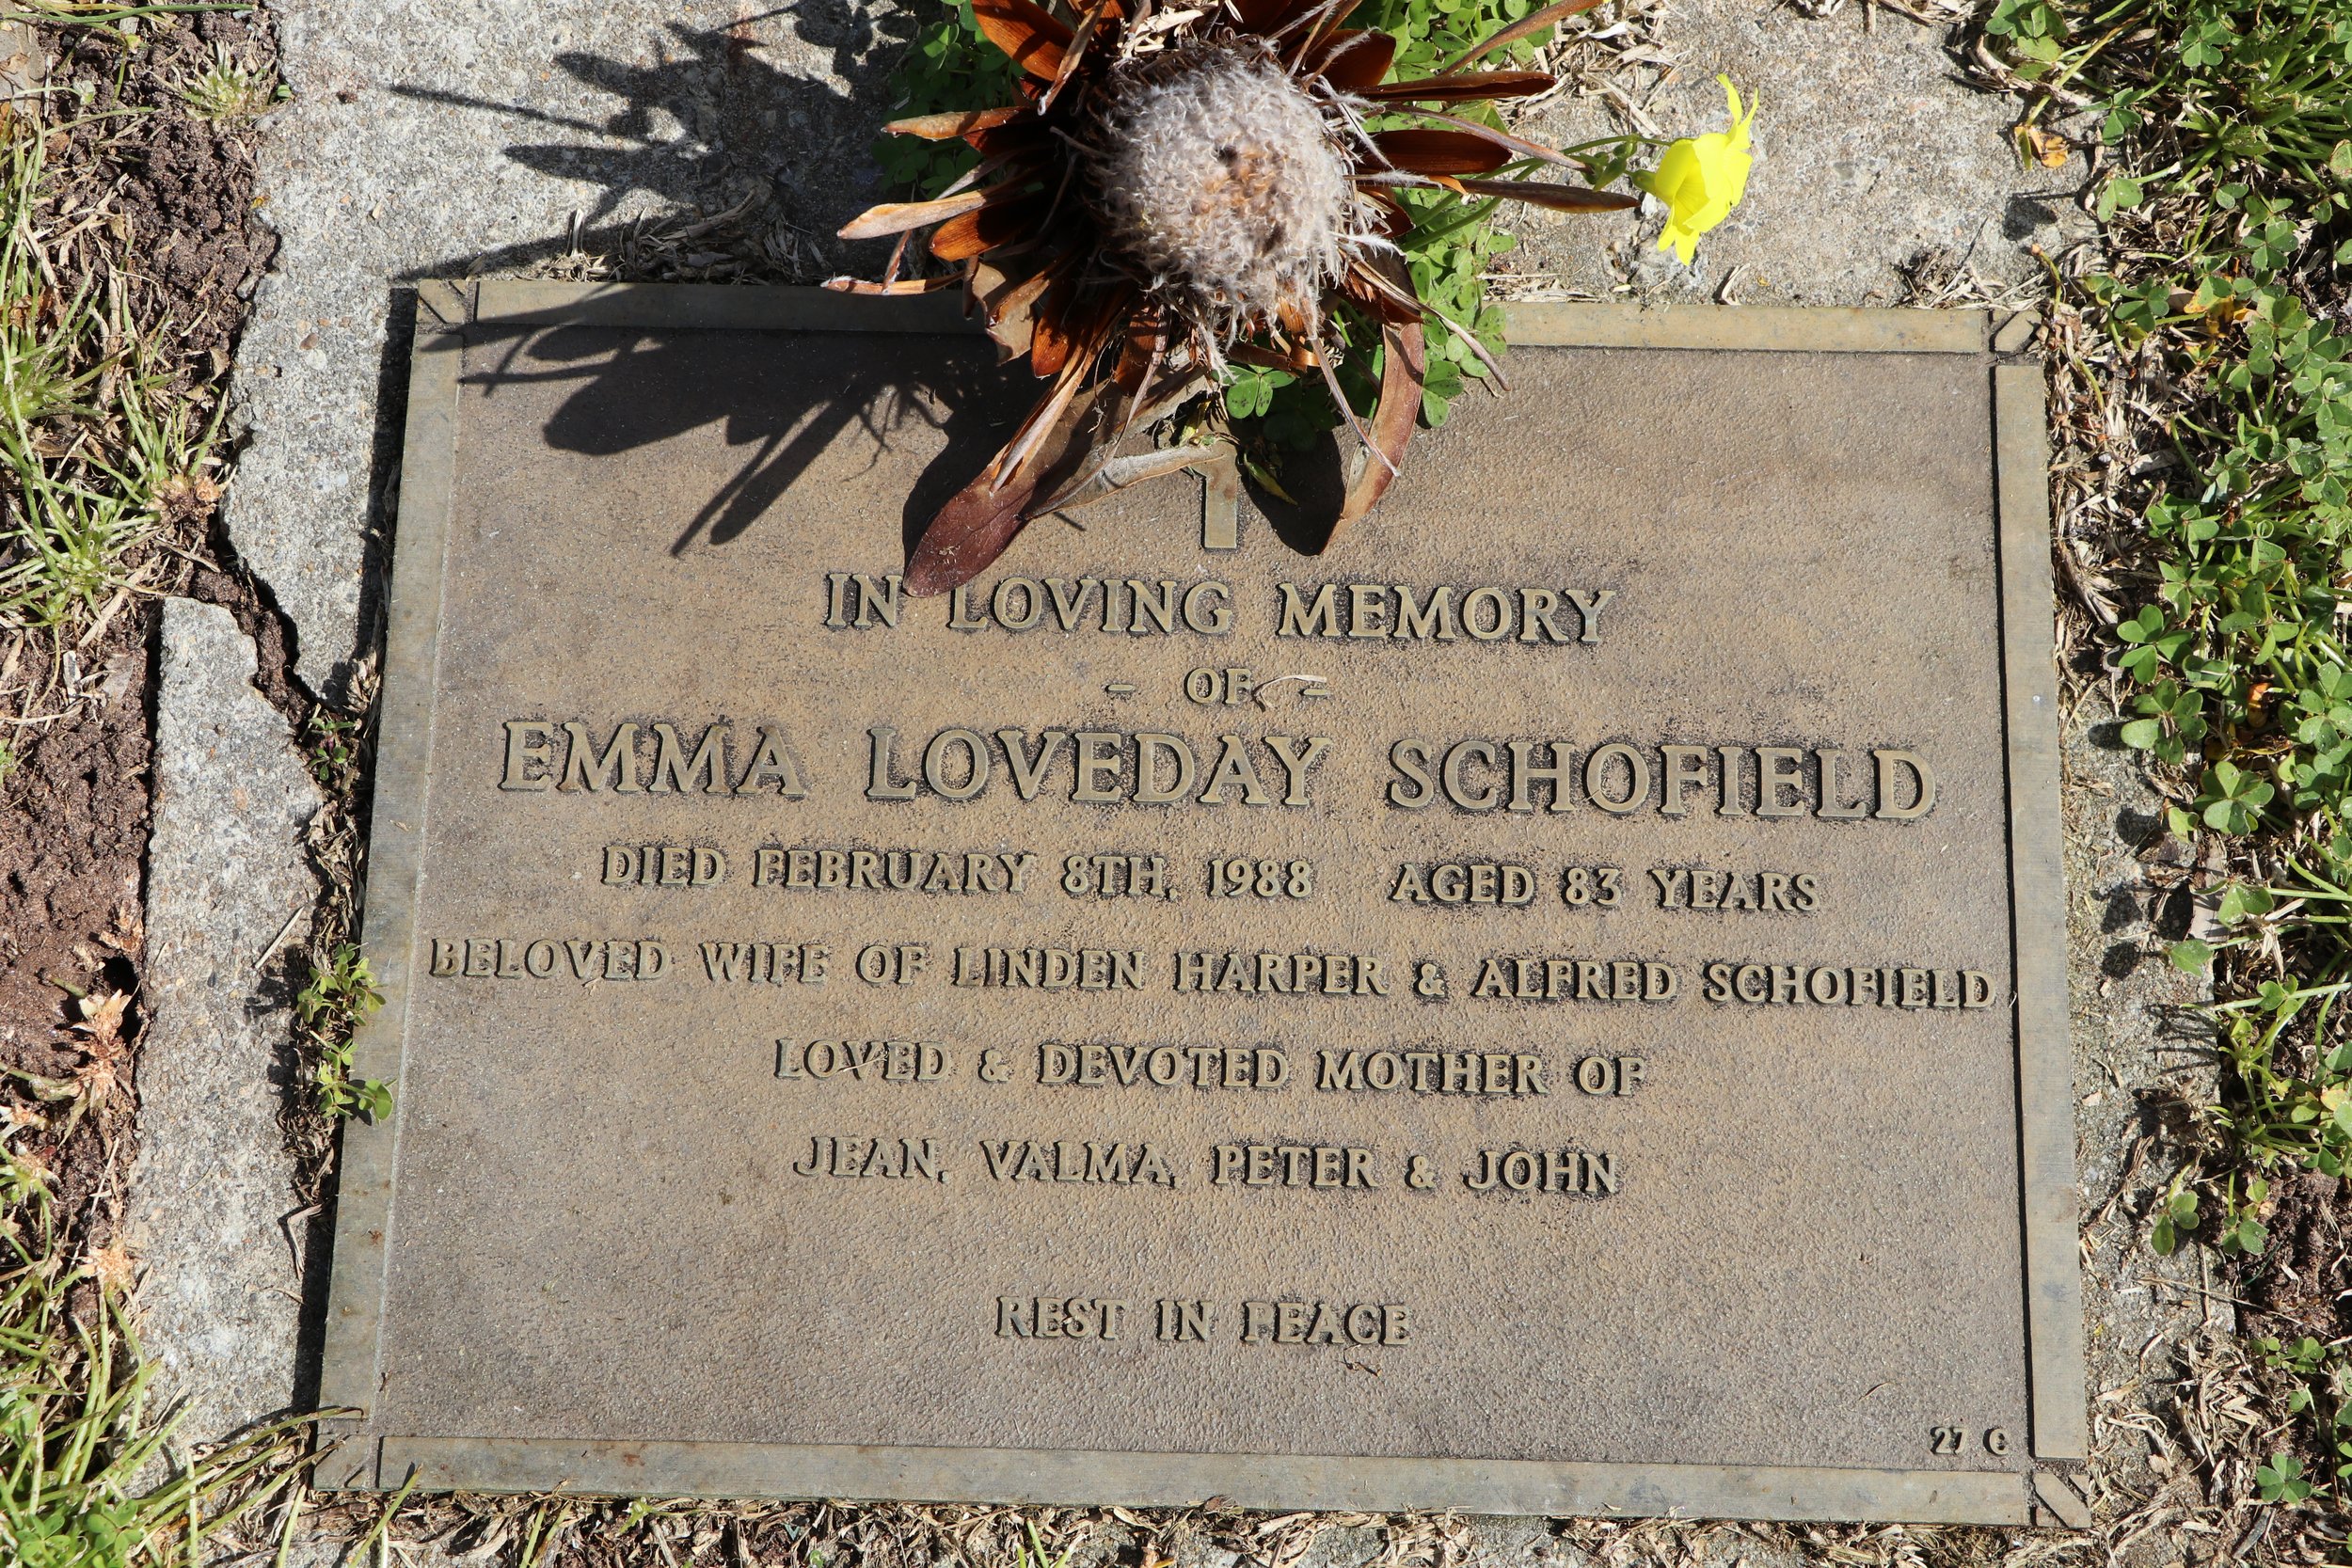 IN LOVING MEMORY
- OF -
EMMA LOVEDAY SCHOFIELD
DIED FEBRUARY 8TH, 1988 AGED 83 YEARS
BELOVED WIFE OF LINDEN HARPER & ALFRED SCHOFIELD
LOVED & DEVOTED MOTHER OF
JEAN, VALMA, PETER & JOHN
REST IN PEACE
27 C